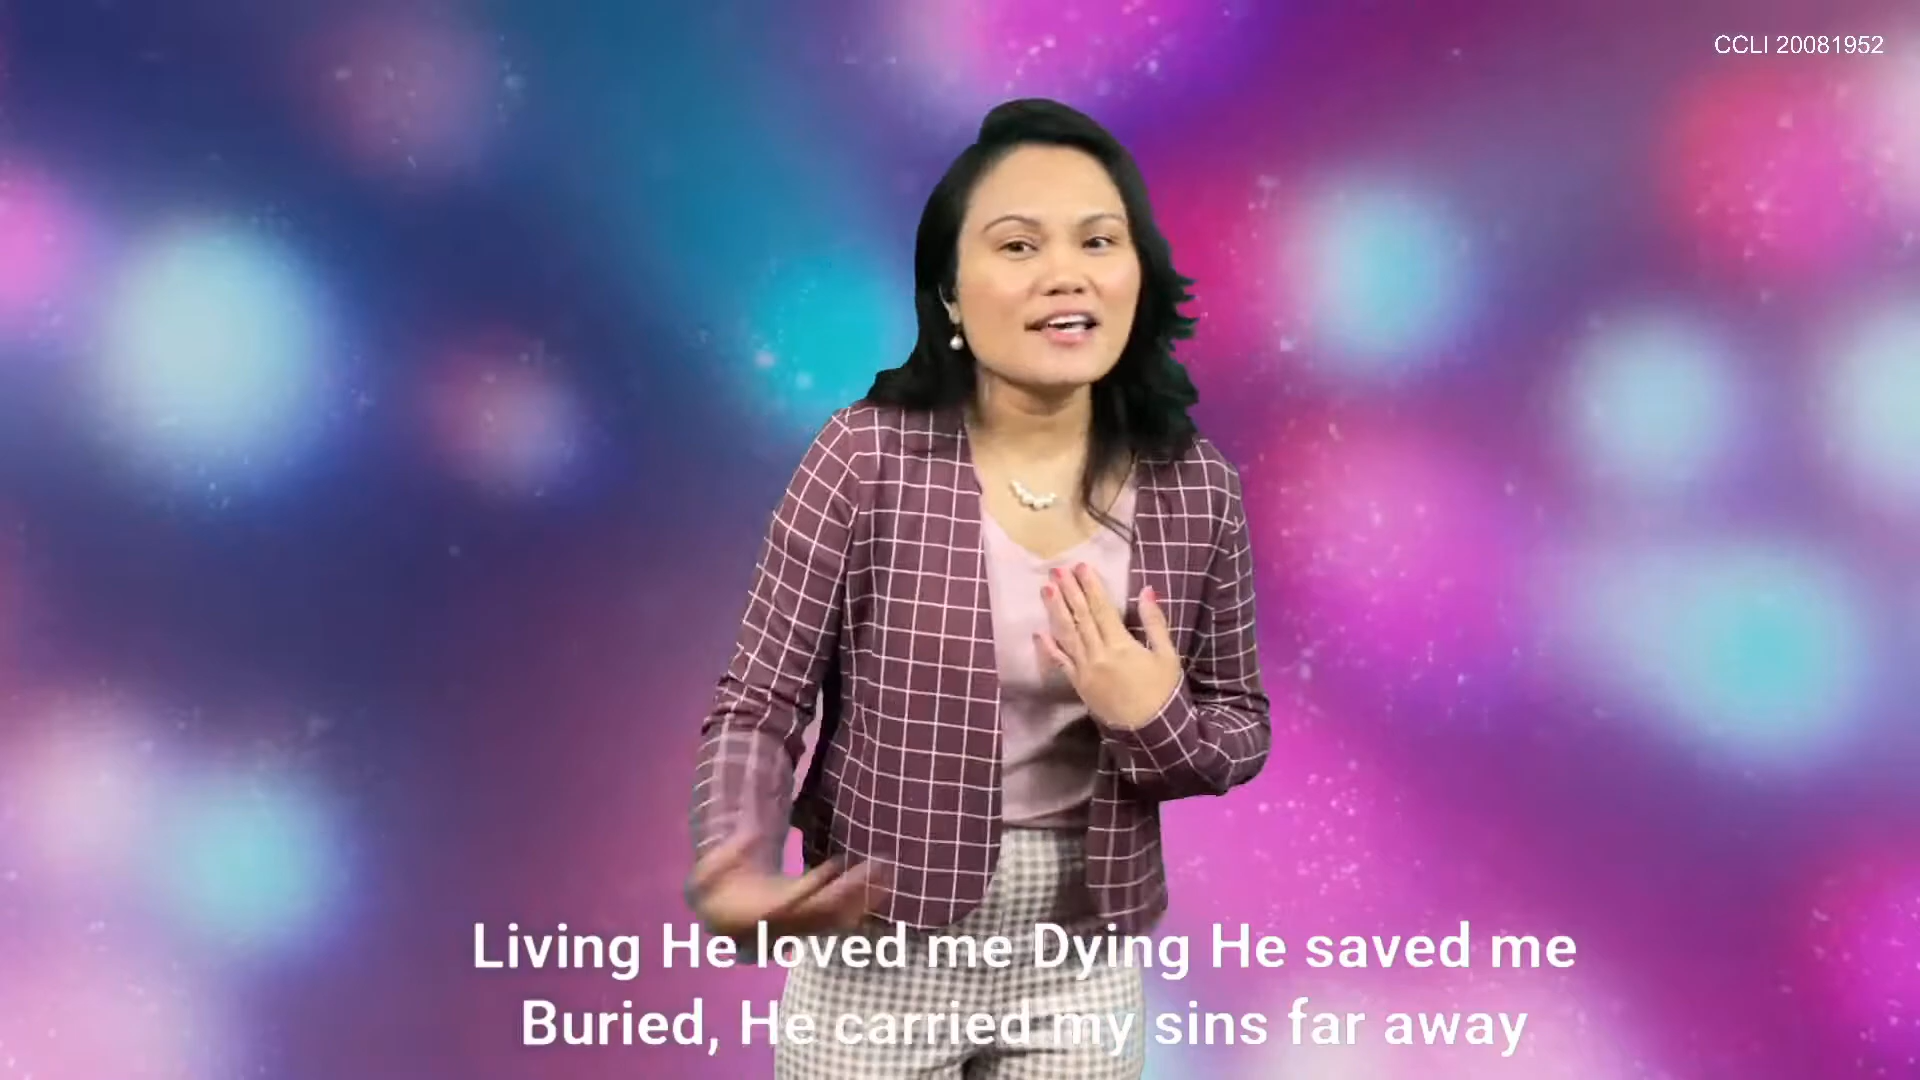 CCLI 20081952
Living He loved me Dying He saved me
Buried, He carried my sins far away